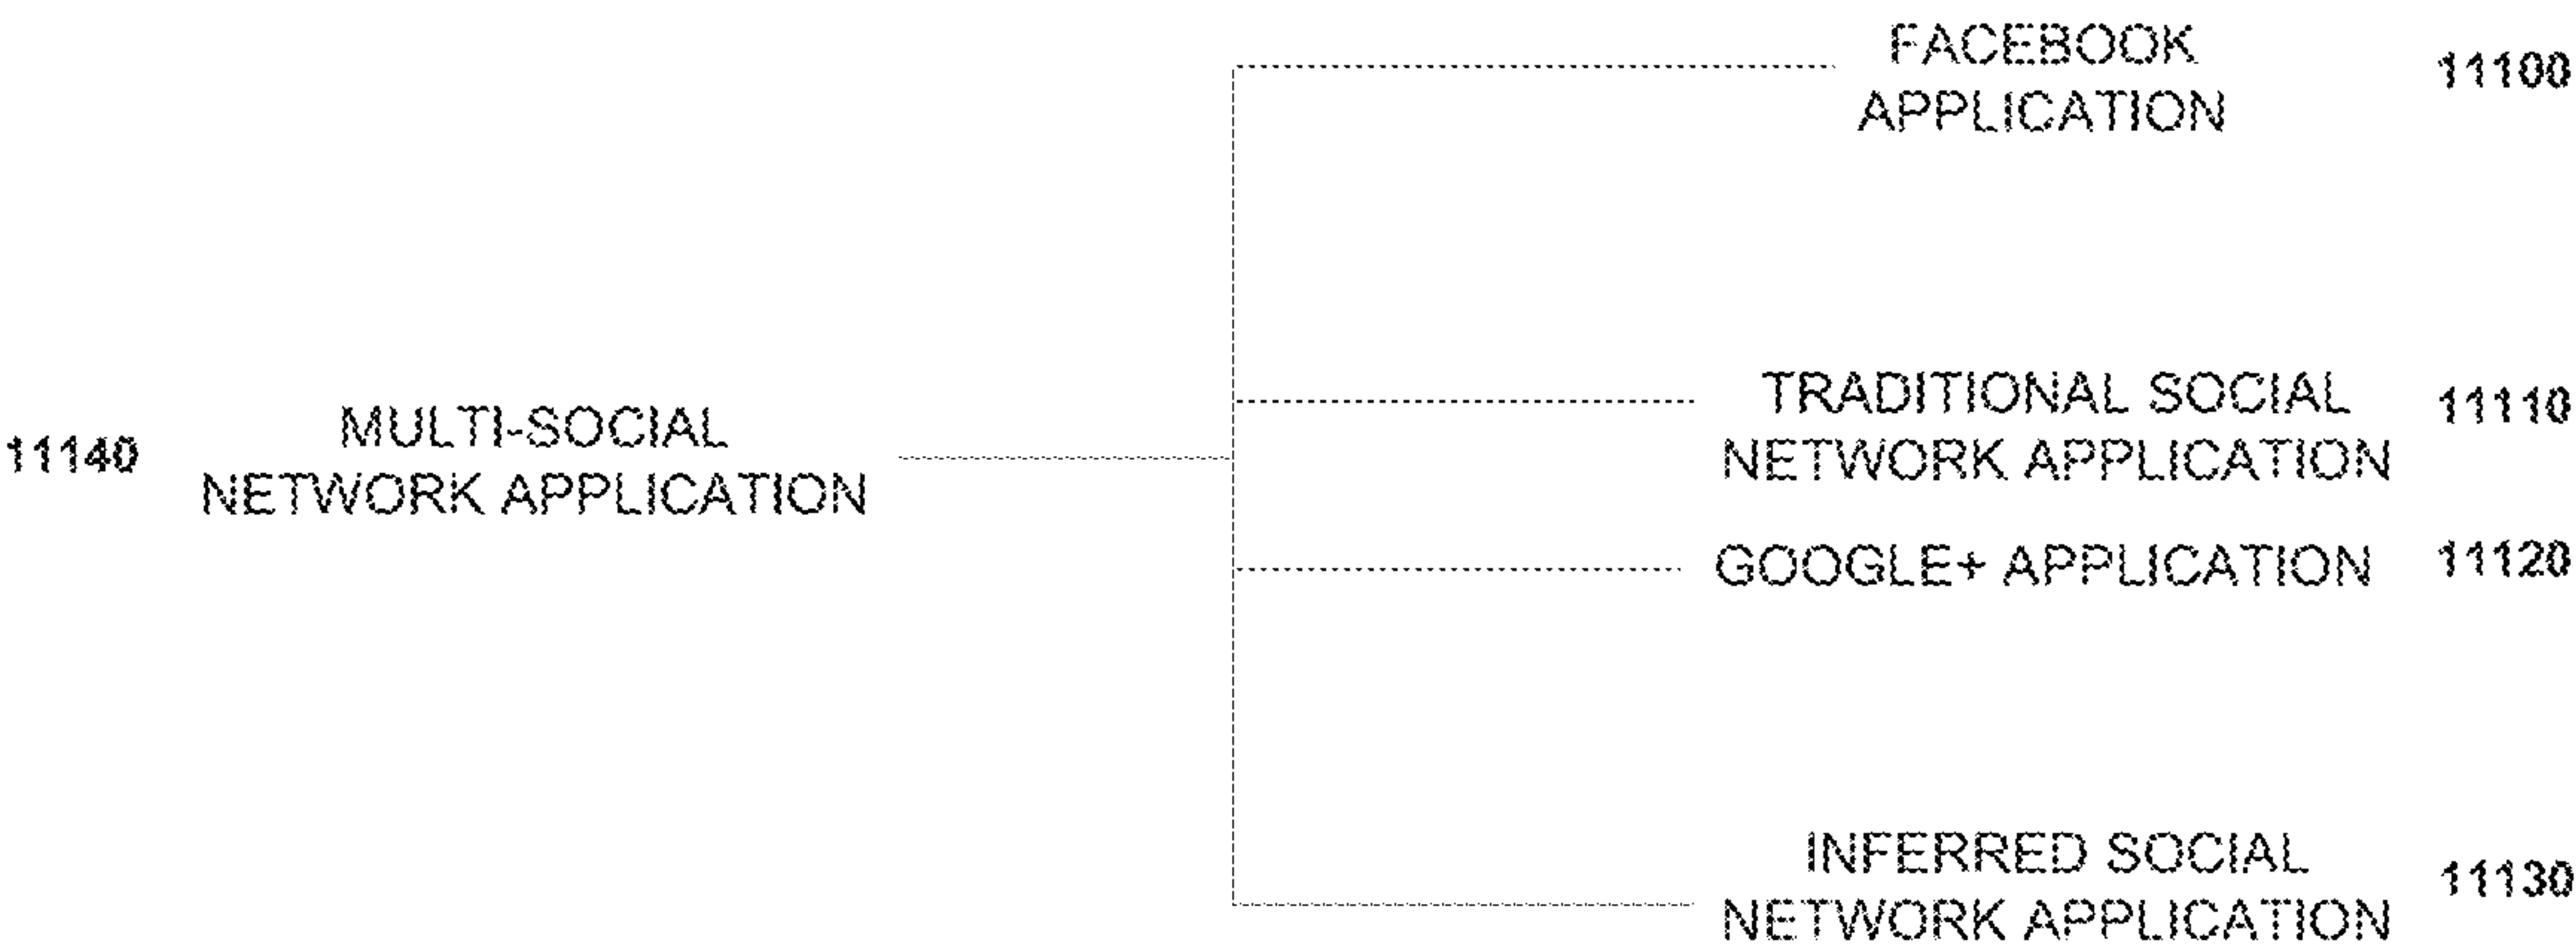 FACEBOOK
APPLICATION
11100
TRADITIONAL SOCIAL
NETWORK APPLICATION
11110
11140
MULTI-SOCIAL
NETWORK APPLICATION
GOOGLE+ APPLICATION
11120
INFERRED SOCIAL
NETWORK APPLICATION
11130